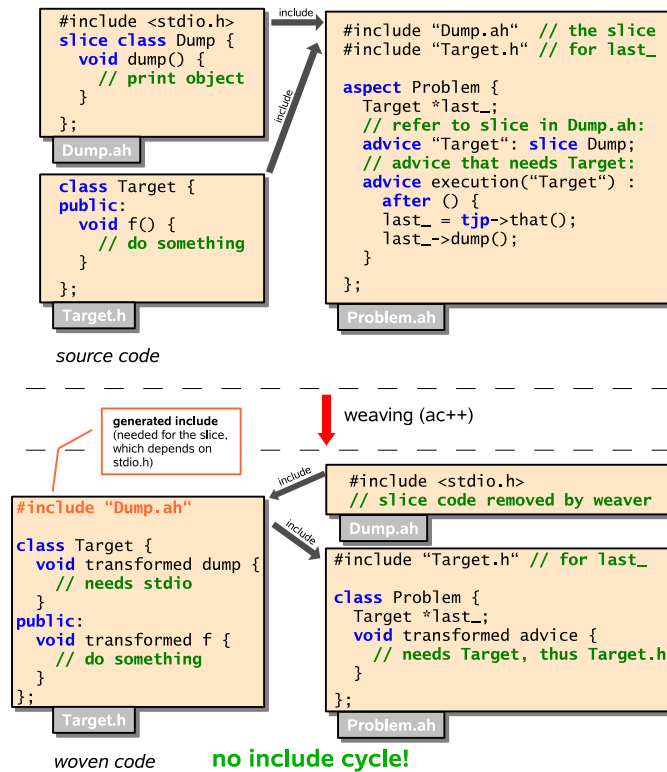 #include <stdio.h>
slice class Dump {
void dump() {
// print object
}
};
Dump.ah
include
#include “Dump.ah“ // the slice
#include “Target.h“ // for last_
aspect Problem {
Target *last_;
// refer to slice in Dump.ah:
advice “Target“: slice Dump;
// advice that needs Target:
advice execution(“Target“) :
after () {
last_ = tjp->that();
last_->dump();
}
};
Problem.ah
include
class Target {
public:
void f() {
// do something
}
};
Target.h
source code
generated include
(needed for the slice,
which depends on
stdio.h)
weaving (ac++)
include
#include “Dump.ah“
class Target {
void transformed dump {
// needs stdio
}
public:
void transformed f {
// do something
}
};
Target.h
#include <stdio.h>
// slice code removed by weaver
Dump.ah
include
#include “Target.h“ // for last_
class Problem {
Target *last_;
void transformed advice {
// needs Target, thus Target.h
}
};
Problem.ah
woven code
no include cycle!